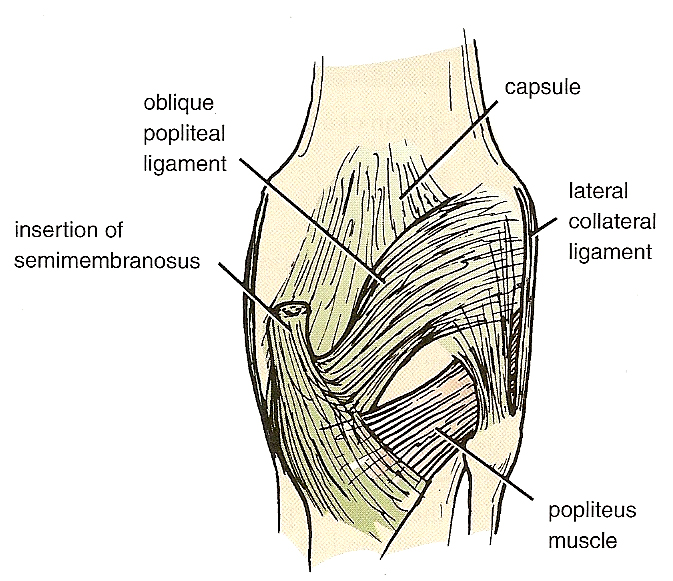 oblique
popliteal
ligament
capsule
insertion of
semimembranosus
lateral
collateral
ligament
popliteus
muscle